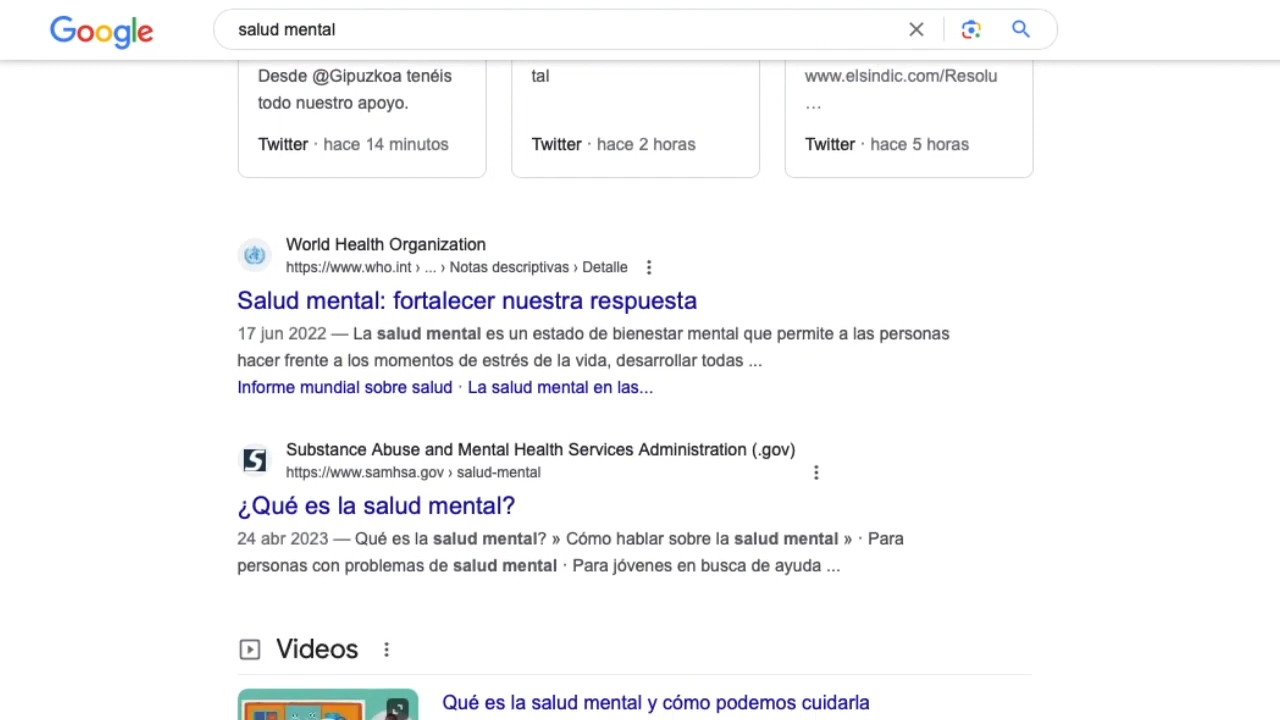 Google
salud mental
Desde @Gipuzkoa tenéis
todo nuestro apoyo.
Twitter · hace 14 minutos
tal
Twitter · hace 2 horas
www.elsindic.com/Resolu
...
Twitter · hace 5 horas
World Health Organization
https://www.who.int › ... › Notas descriptivas › Detalle
Salud mental: fortalecer nuestra respuesta
17 jun 2022 — La salud mental es un estado de bienestar mental que permite a las personas
hacer frente a los momentos de estrés de la vida, desarrollar todas ...
Informe mundial sobre salud · La salud mental en las...
Substance Abuse and Mental Health Services Administration (.gov)
https://www.samhsa.gov › salud-mental
¿Qué es la salud mental?
24 abr 2023 — Qué es la salud mental? » Cómo hablar sobre la salud mental » · Para
personas con problemas de salud mental · Para jóvenes en busca de ayuda ...
Videos
Qué es la salud mental y cómo podemos cuidarla